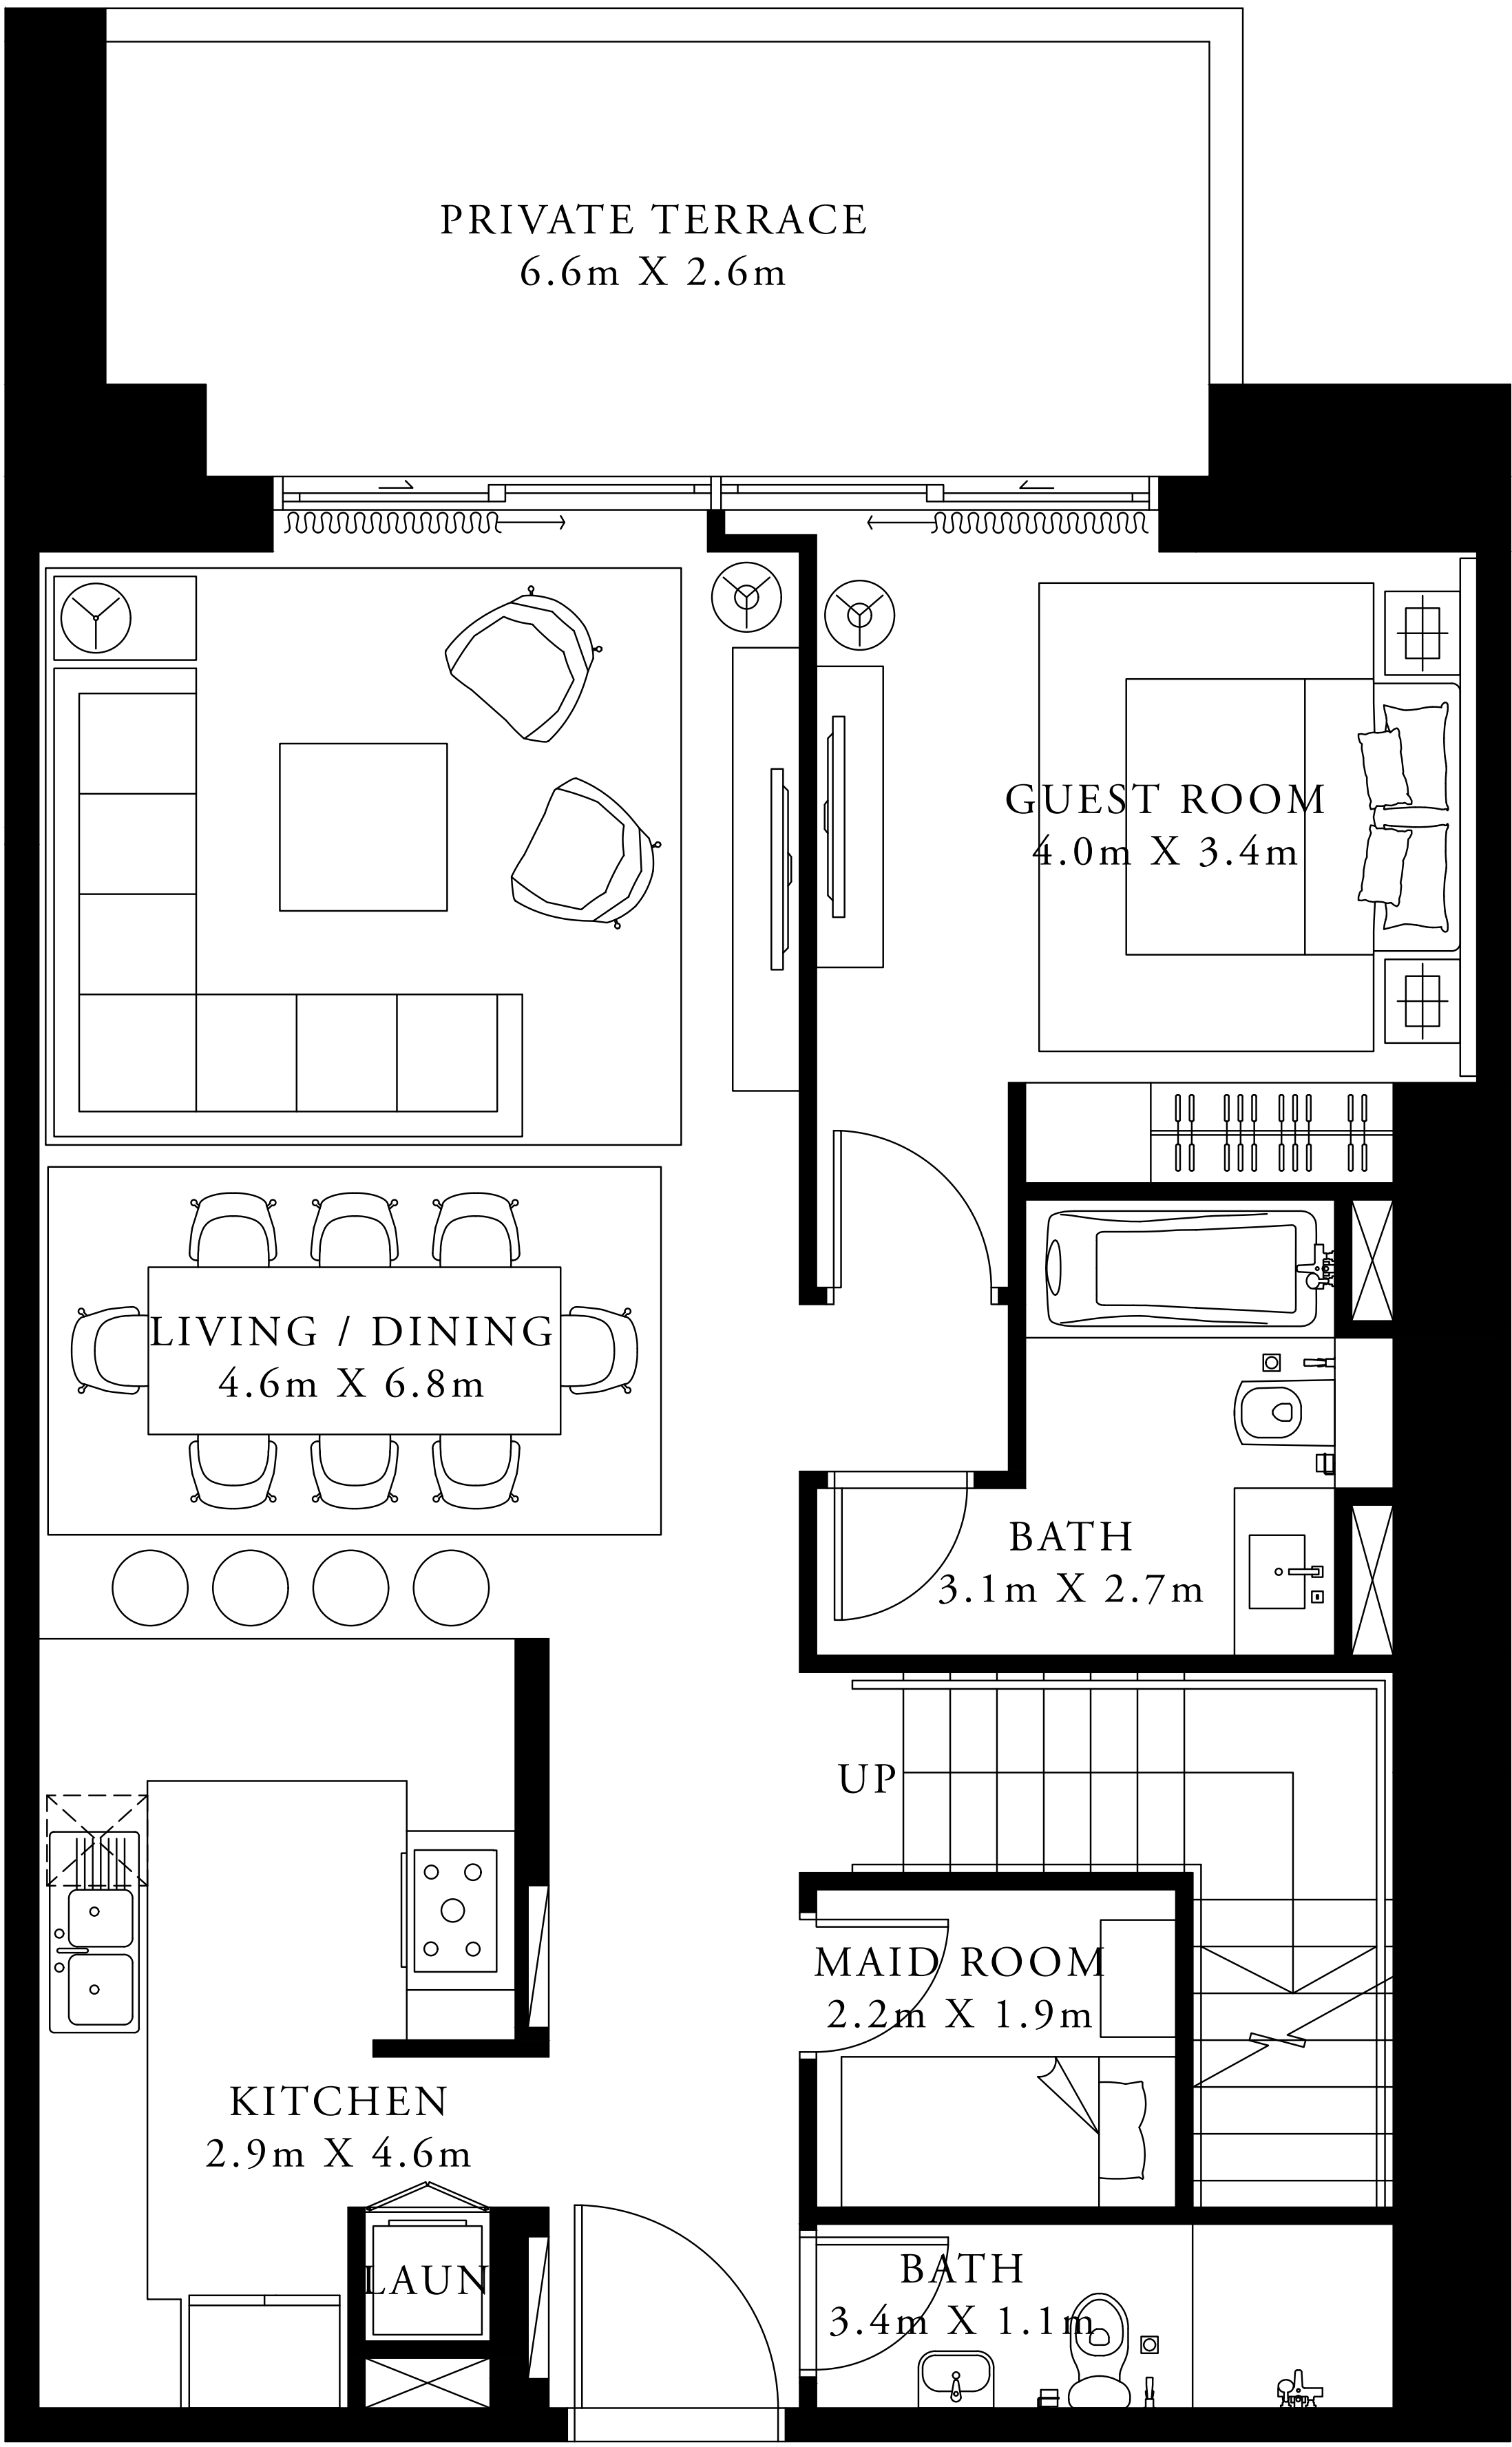 PRIVATE TERRACE
6.6m X 2.6m
GUEST ROOM
4.0m X 3.4m
LIVING / DINING
4.6m X 6.8m
BATH
3.1m X 2.7m
UP
MAID ROOM
2.2m X 1.9m
KITCHEN
2.9m X 4.6m
LAUN
BATH
3.4m X 1.1m